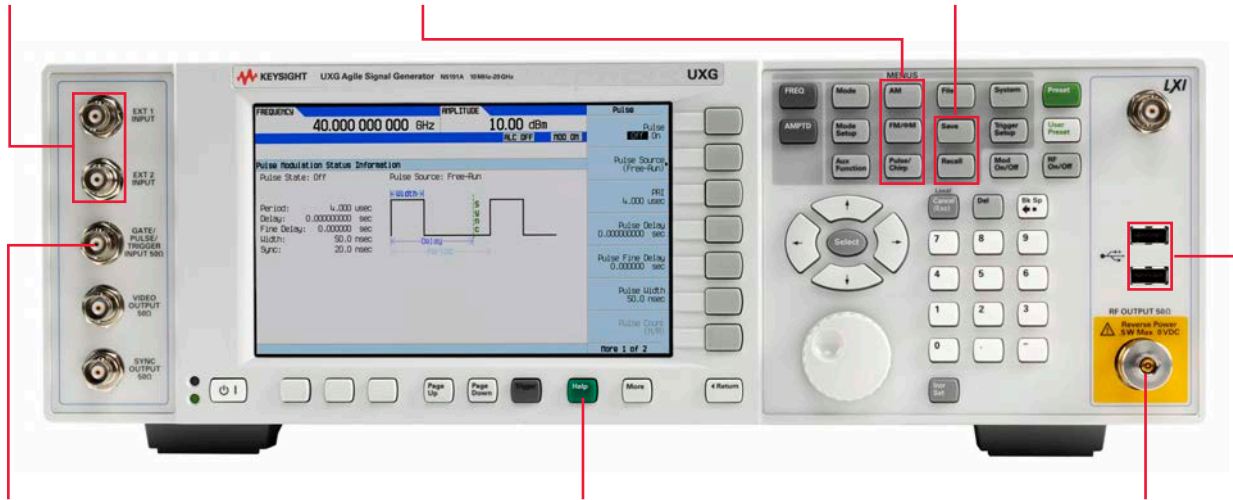 KEYSIGHT UXG Agile Signal Generator N5191A 10 MHz-20 GHz UXG
EXT 1
INPUT
EXT 2
INPUT
GATE/
PULSE/
TRIGGER
INPUT 50Ω
VIDEO
OUTPUT
50Ω
SYNC
OUTPUT
50Ω
FREQUENCY AMPLITUDE
40.000 000 000 GHz 10.00 dBm
ALC OFF MOD ON
Pulse Modulation Status Information
Pulse State: Off Pulse Source: Free-Run
Period: 4.000 usec
Delay: 0.000000000 sec
Fine Delay: 0.000000 sec
Width: 50.0 nsec
Sync: 20.0 nsec
Width
Sync
Delay
PERIOD
Pulse
Pulse
Off On
Pulse Source
(Free-Run)
PRI
4.000 usec
Pulse Delay
0.000000000 sec
Pulse Fine Delay
0.000000 sec
Pulse Width
50.0 nsec
Pulse Count
(N/A)
More 1 of 2
Page Up
Page Down
Trigger
Help
More
Return
MENUS
FREQ Mode AM File System Preset
AMPTD Mode Setup FM/ΦM Save Trigger Setup User Preset
Aux Function Pulse/Chirp Recall Mod On/Off RF On/Off
Local
Cancel (Esc) Del Bk Sp
Select
7 8 9
4 5 6
1 2 3
0 . -
Incr Set
LXI
RF OUTPUT 50Ω
Reverse Power
.5W Max 0VDC